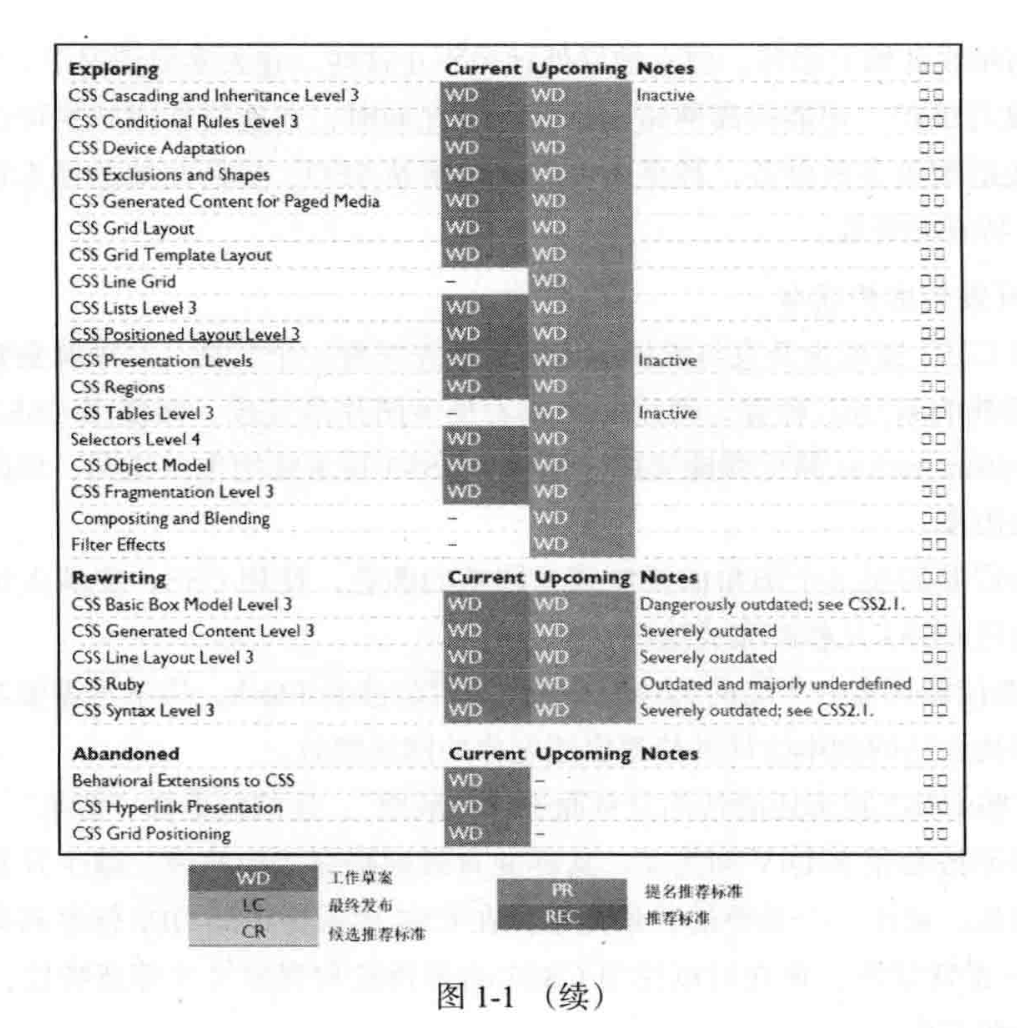 Exploring Current Upcoming Notes □□
CSS Cascading and Inheritance Level 3 WD WD Inactive □□
CSS Conditional Rules Level 3 WD WD □□
CSS Device Adaptation WD WD □□
CSS Exclusions and Shapes WD WD □□
CSS Generated Content for Paged Media WD WD □□
CSS Grid Layout WD WD □□
CSS Grid Template Layout WD WD □□
CSS Line Grid – WD □□
CSS Lists Level 3 WD WD □□
CSS Positioned Layout Level 3 WD WD □□
CSS Presentation Levels WD WD Inactive □□
CSS Regions WD WD □□
CSS Tables Level 3 – WD Inactive □□
Selectors Level 4 WD WD □□
CSS Object Model WD WD □□
CSS Fragmentation Level 3 WD WD □□
Compositing and Blending – WD □□
Filter Effects – WD □□
Rewriting Current Upcoming Notes □□
CSS Basic Box Model Level 3 WD WD Dangerously outdated; see CSS2.1. □□
CSS Generated Content Level 3 WD WD Severely outdated □□
CSS Line Layout Level 3 WD WD Severely outdated □□
CSS Ruby WD WD Outdated and majorly underdefined □□
CSS Syntax Level 3 WD WD Severely outdated; see CSS2.1. □□
Abandoned Current Upcoming Notes □□
Behavioral Extensions to CSS WD – □□
CSS Hyperlink Presentation WD – □□
CSS Grid Positioning WD – □□
WD 工作草案
LC 最终发布
CR 候选推荐标准
PR 提名推荐标准
REC 推荐标准
图 1-1 （续）